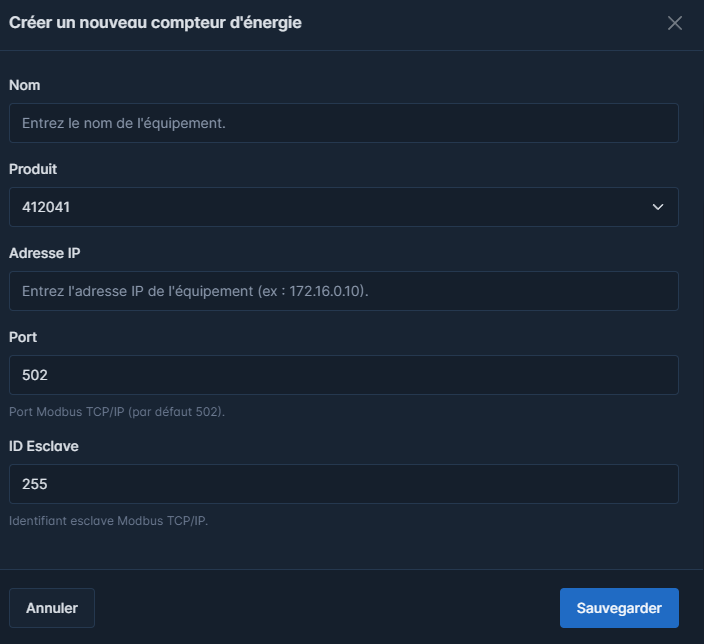 Créer un nouveau compteur d'énergie
Nom
Entrez le nom de l'équipement.
Produit
412041
Adresse IP
Entrez l'adresse IP de l'équipement (ex : 172.16.0.10).
Port
502
Port Modbus TCP/IP (par défaut 502).
ID Esclave
255
Identifiant esclave Modbus TCP/IP.
Annuler
Sauvegarder